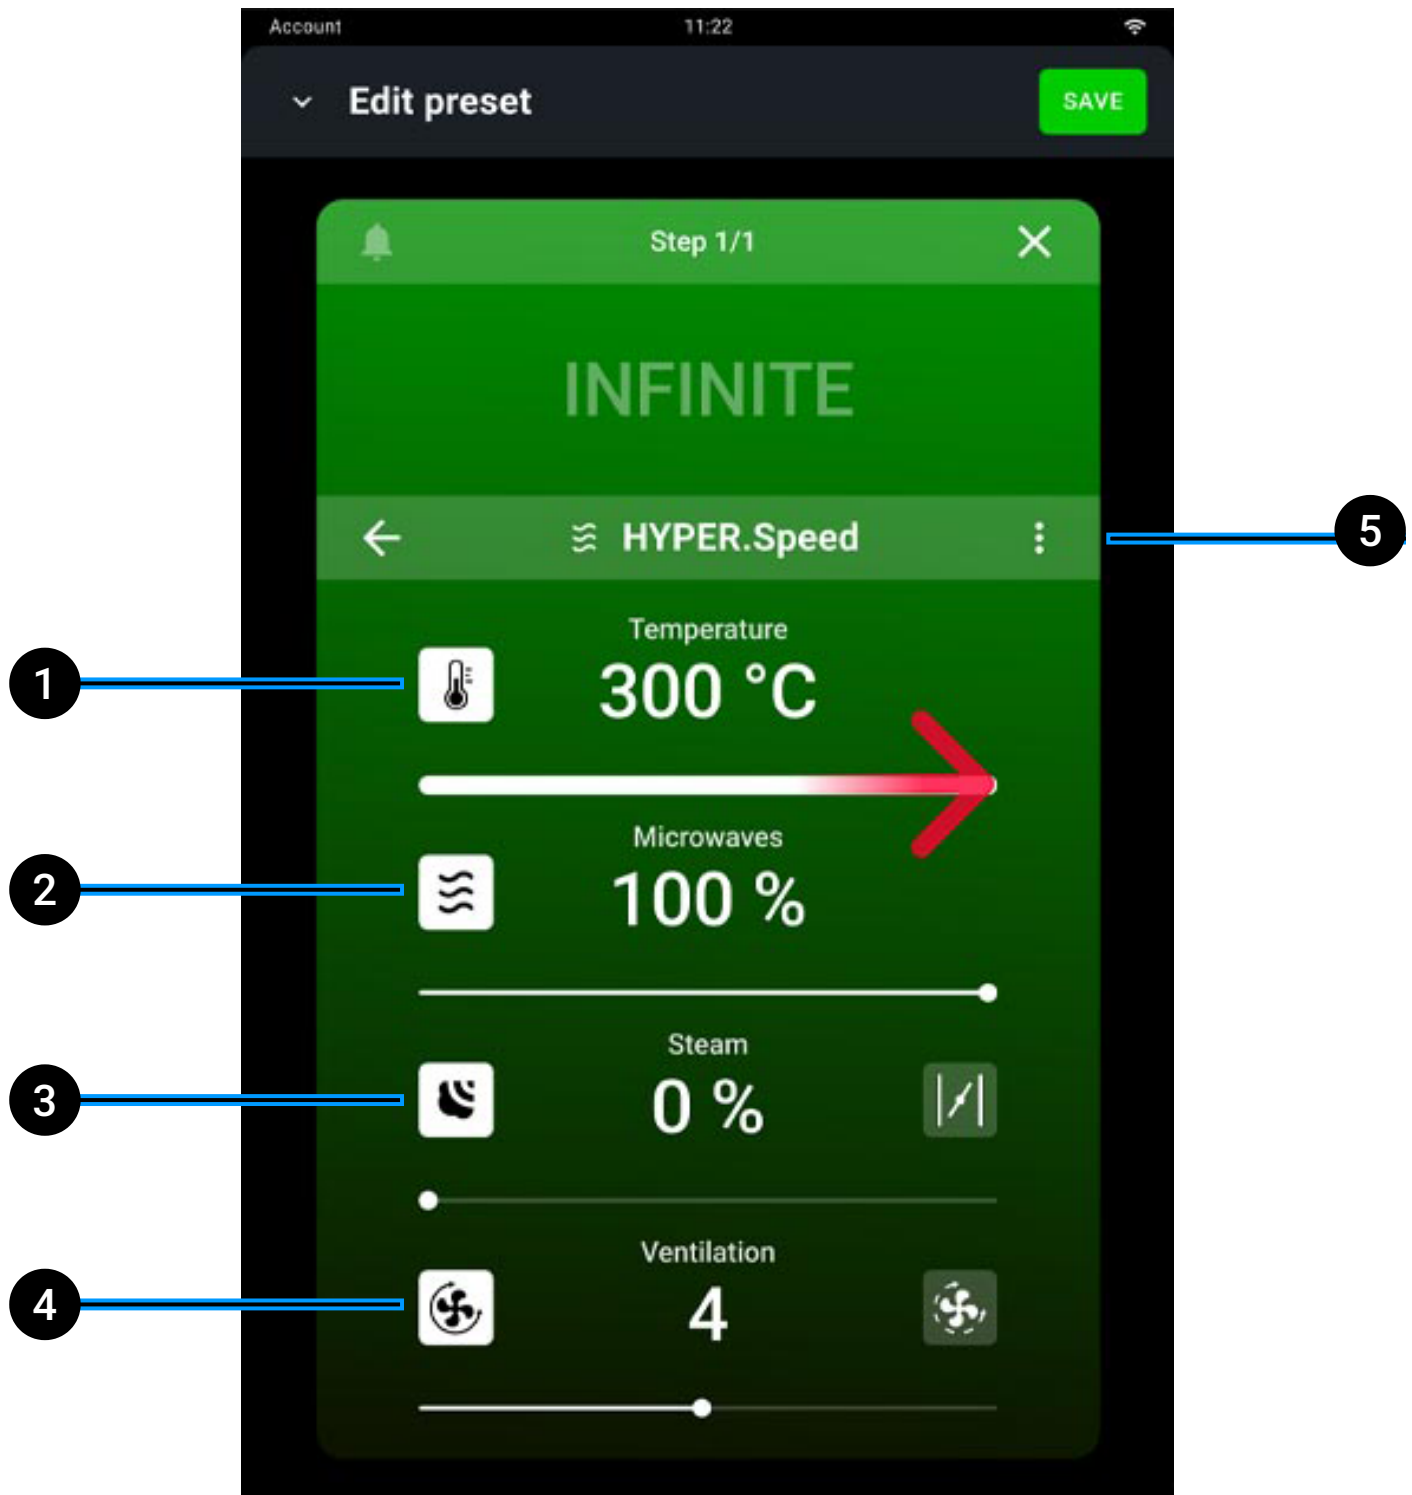 Account 11:22
Edit preset SAVE
Step 1/1
INFINITE
HYPER.Speed
5
Temperature
1
300 °C
Microwaves
2
100 %
Steam
3
0 %
Ventilation
4
4